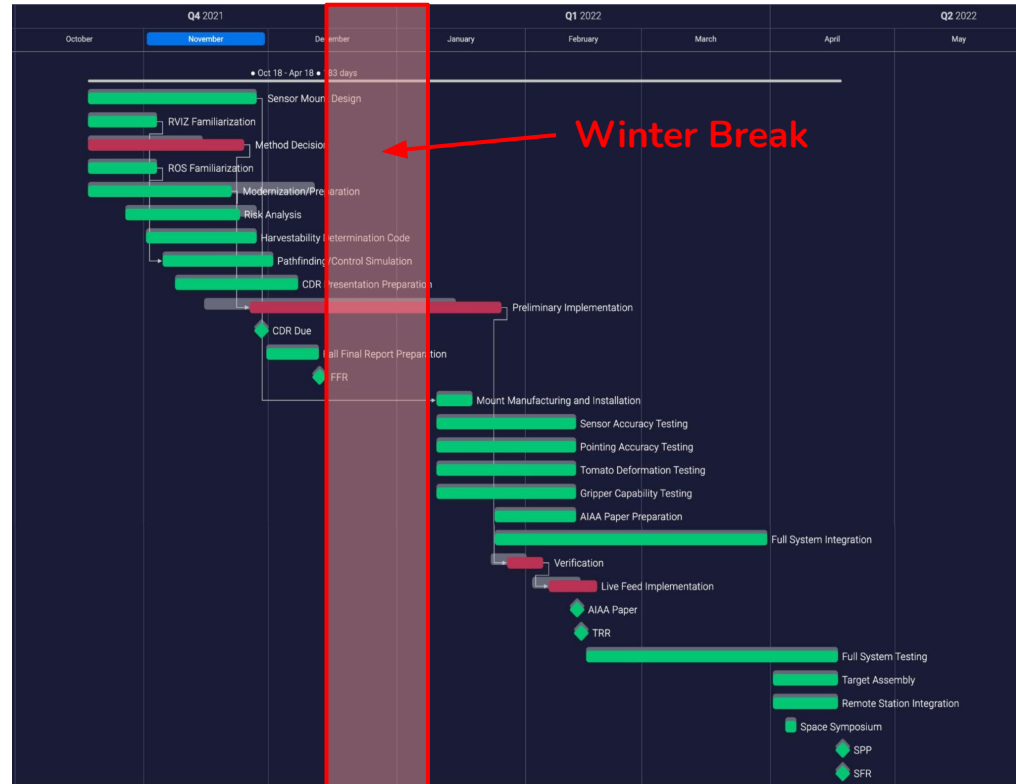 Q4 2021
Q1 2022
Q2 2022
October
November
December
January
February
March
April
May
• Oct 18 - Apr 18 • 183 days
Sensor Mount Design
RVIZ Familiarization
Winter Break
Method Decision
ROS Familiarization
Modernization/Preparation
Risk Analysis
Harvestability Determination Code
Pathfinding/Control Simulation
CDR Presentation Preparation
Preliminary Implementation
CDR Due
Fall Final Report Preparation
FFR
Mount Manufacturing and Installation
Sensor Accuracy Testing
Pointing Accuracy Testing
Tomato Deformation Testing
Gripper Capability Testing
AIAA Paper Preparation
Full System Integration
Verification
Live Feed Implementation
AIAA Paper
TRR
Full System Testing
Target Assembly
Remote Station Integration
Space Symposium
SPP
SFR